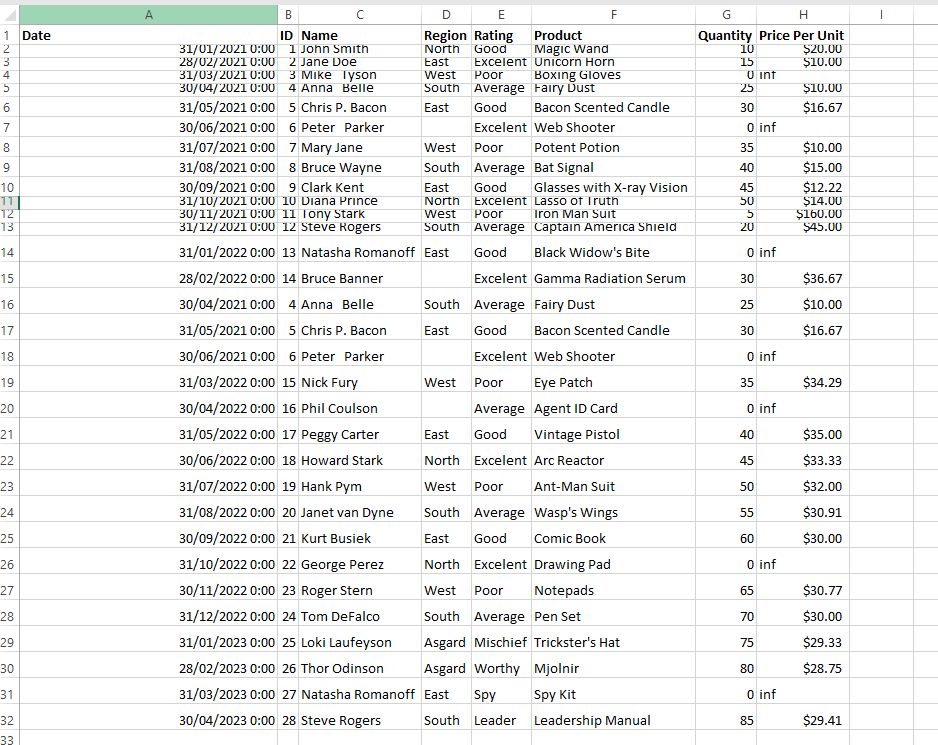 A B C D E F G H I
1 Date ID Name Region Rating Product Quantity Price Per Unit
2 31/01/2021 0:00 1 John Smith North Good Magic Wand 10 $20.00
3 28/02/2021 0:00 2 Jane Doe East Excelent Unicorn Horn 15 $10.00
4 31/03/2021 0:00 3 Mike Tyson West Poor Boxing Gloves 0 inf
5 30/04/2021 0:00 4 Anna Belle South Average Fairy Dust 25 $10.00
6 31/05/2021 0:00 5 Chris P. Bacon East Good Bacon Scented Candle 30 $16.67
7 30/06/2021 0:00 6 Peter Parker Excelent Web Shooter 0 inf
8 31/07/2021 0:00 7 Mary Jane West Poor Potent Potion 35 $10.00
9 31/08/2021 0:00 8 Bruce Wayne South Average Bat Signal 40 $15.00
10 30/09/2021 0:00 9 Clark Kent East Good Glasses with X-ray Vision 45 $12.22
11 31/10/2021 0:00 10 Diana Prince North Excelent Lasso of Truth 50 $14.00
12 30/11/2021 0:00 11 Tony Stark West Poor Iron Man Suit 5 $160.00
13 31/12/2021 0:00 12 Steve Rogers South Average Captain America Shield 20 $45.00
14 31/01/2022 0:00 13 Natasha Romanoff East Good Black Widow's Bite 0 inf
15 28/02/2022 0:00 14 Bruce Banner Excelent Gamma Radiation Serum 30 $36.67
16 30/04/2021 0:00 4 Anna Belle South Average Fairy Dust 25 $10.00
17 31/05/2021 0:00 5 Chris P. Bacon East Good Bacon Scented Candle 30 $16.67
18 30/06/2021 0:00 6 Peter Parker Excelent Web Shooter 0 inf
19 31/03/2022 0:00 15 Nick Fury West Poor Eye Patch 35 $34.29
20 30/04/2022 0:00 16 Phil Coulson Average Agent ID Card 0 inf
21 31/05/2022 0:00 17 Peggy Carter East Good Vintage Pistol 40 $35.00
22 30/06/2022 0:00 18 Howard Stark North Excelent Arc Reactor 45 $33.33
23 31/07/2022 0:00 19 Hank Pym West Poor Ant-Man Suit 50 $32.00
24 31/08/2022 0:00 20 Janet van Dyne South Average Wasp's Wings 55 $30.91
25 30/09/2022 0:00 21 Kurt Busiek East Good Comic Book 60 $30.00
26 31/10/2022 0:00 22 George Perez North Excelent Drawing Pad 0 inf
27 30/11/2022 0:00 23 Roger Stern West Poor Notepads 65 $30.77
28 31/12/2022 0:00 24 Tom DeFalco South Average Pen Set 70 $30.00
29 31/01/2023 0:00 25 Loki Laufeyson Asgard Mischief Trickster's Hat 75 $29.33
30 28/02/2023 0:00 26 Thor Odinson Asgard Worthy Mjolnir 80 $28.75
31 31/03/2023 0:00 27 Natasha Romanoff East Spy Spy Kit 0 inf
32 30/04/2023 0:00 28 Steve Rogers South Leader Leadership Manual 85 $29.41
33